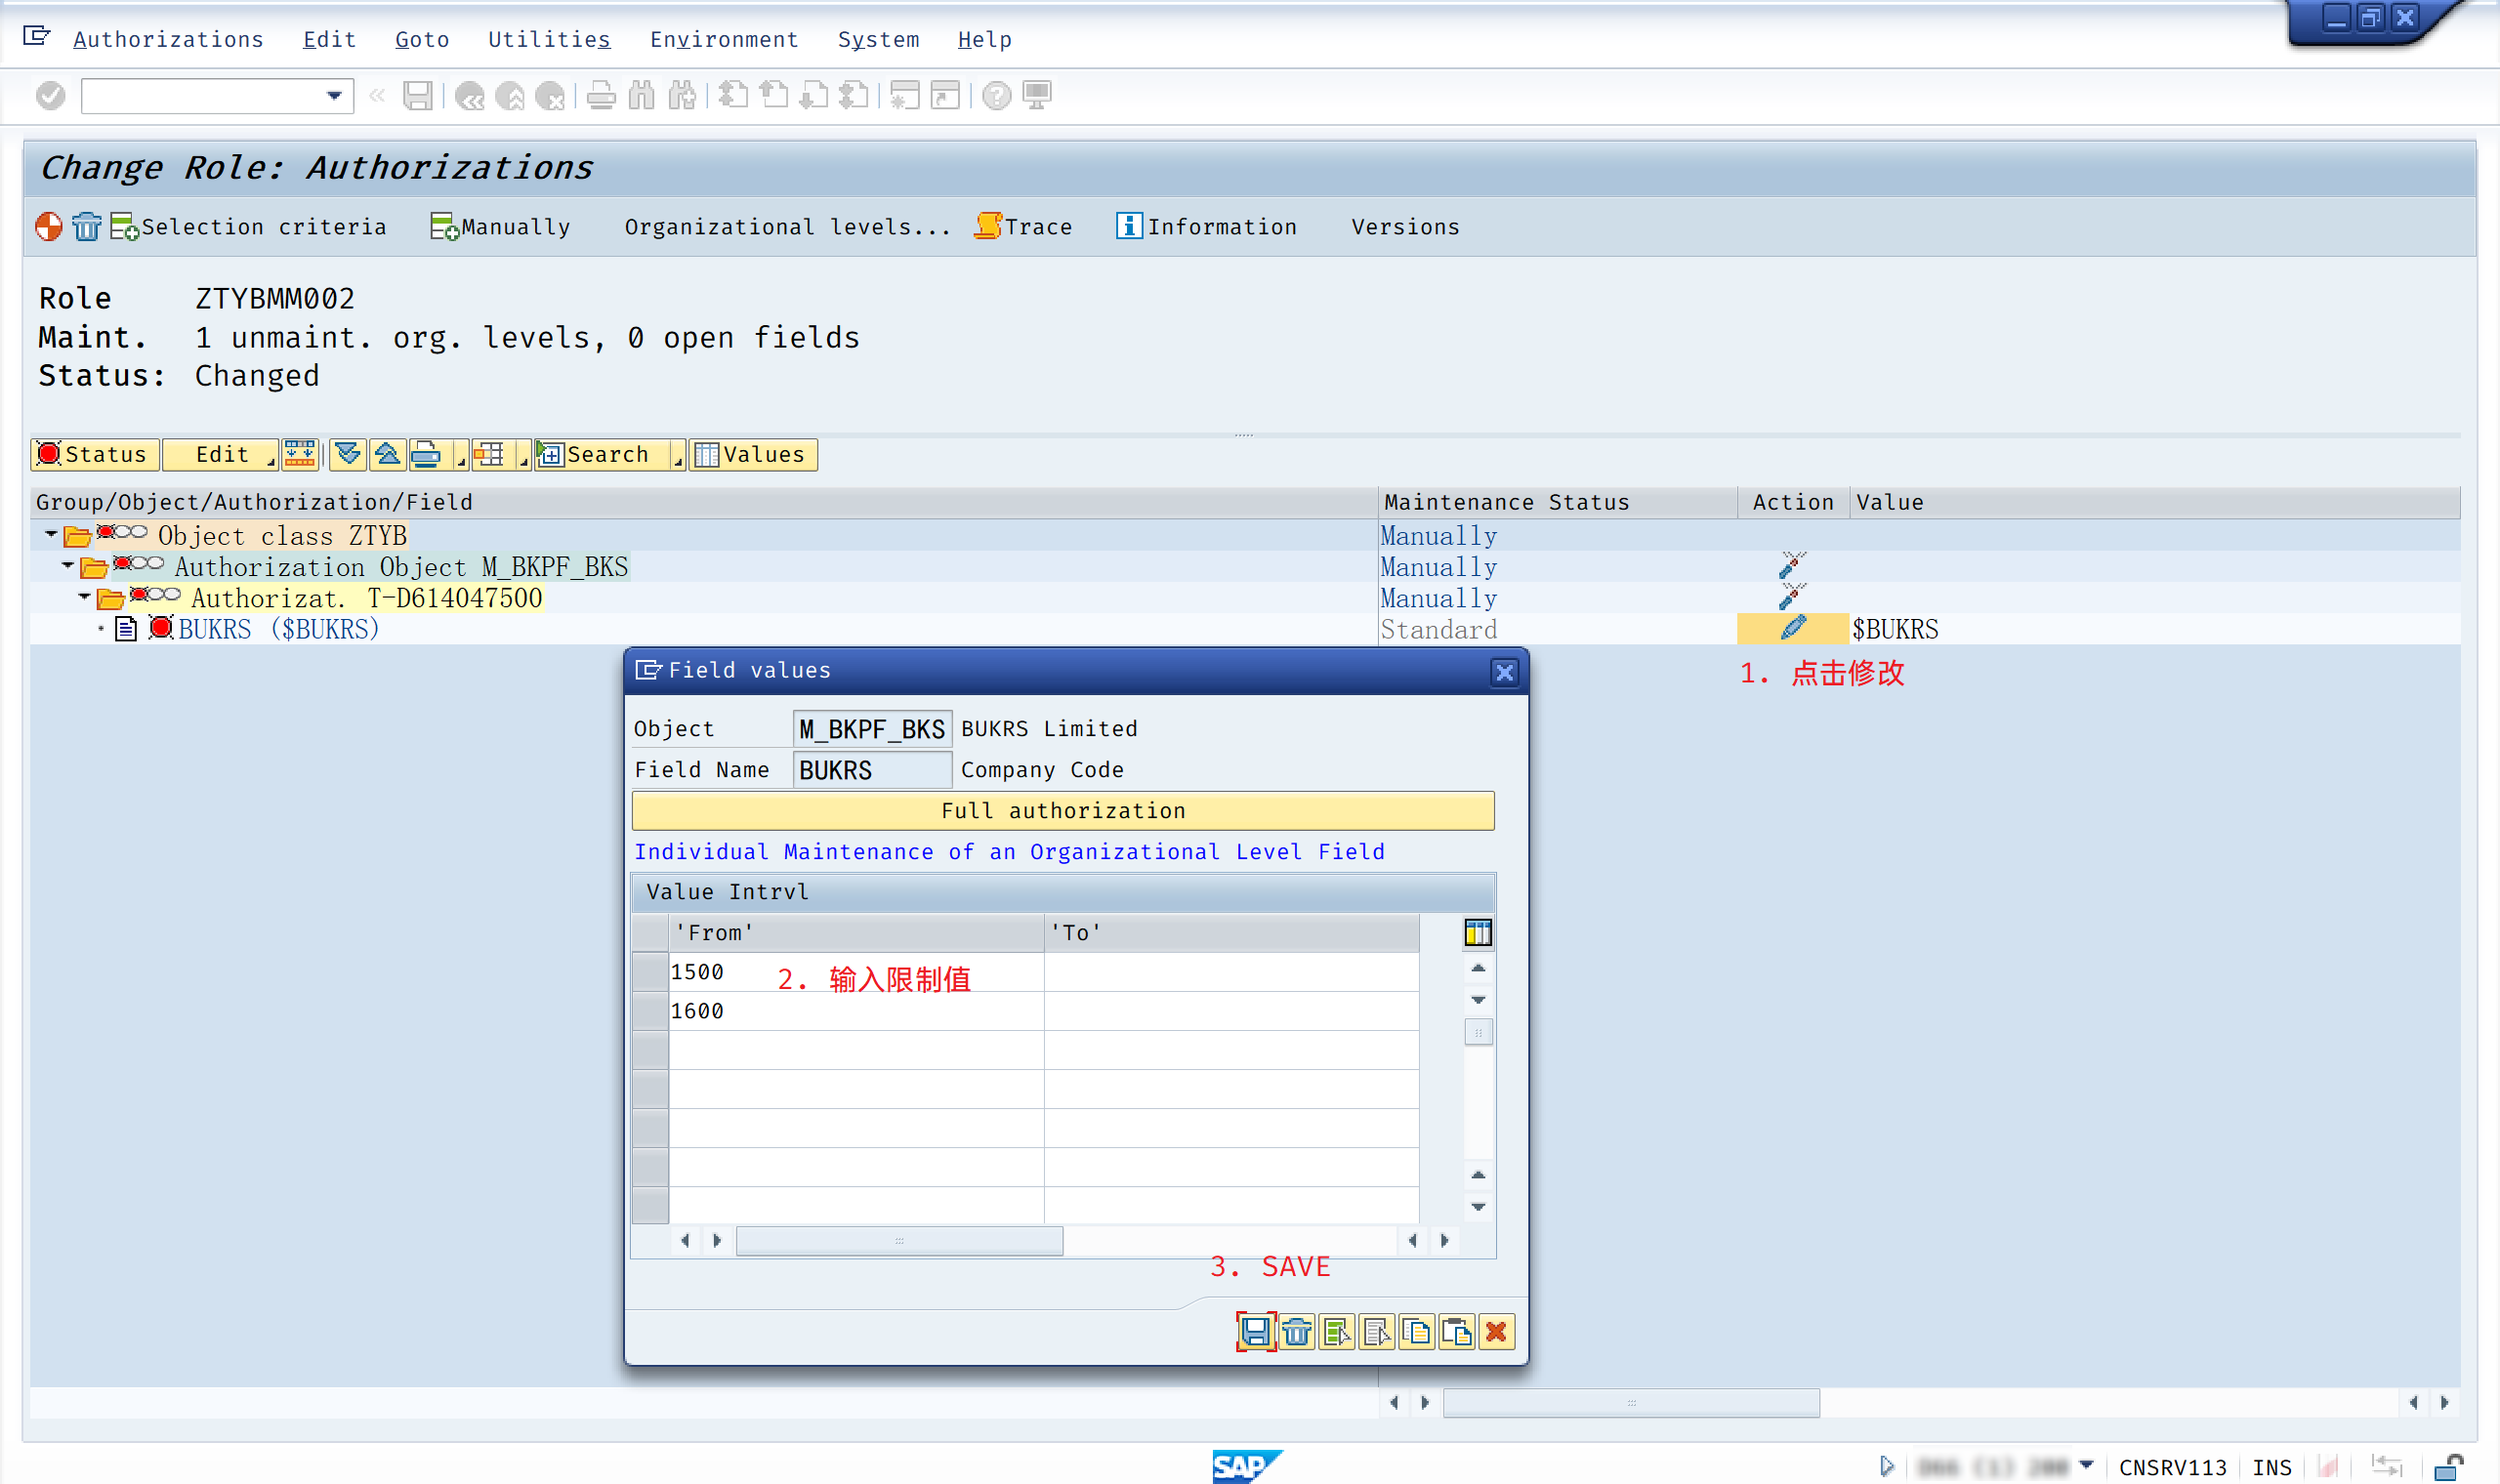 Authorizations Edit Goto Utilities Environment System Help
Change Role: Authorizations
Selection criteria Manually Organizational levels... Trace Information Versions
Role ZTYBMM002
Maint. 1 unmaint. org. levels, 0 open fields
Status: Changed
Status Edit Search Values
Group/Object/Authorization/Field Maintenance Status Action Value
Object class ZTYB Manually
Authorization Object M_BKPF_BKS Manually
Authorizat. T-D614047500 Manually
BUKRS ($BUKRS) Standard $BUKRS
1. 点击修改
Field values
Object M_BKPF_BKS BUKRS Limited
Field Name BUKRS Company Code
Full authorization
Individual Maintenance of an Organizational Level Field
Value Intrvl
'From' 'To'
1500
2. 输入限制值
1600
3. SAVE
SAP
CNSRV113 INS